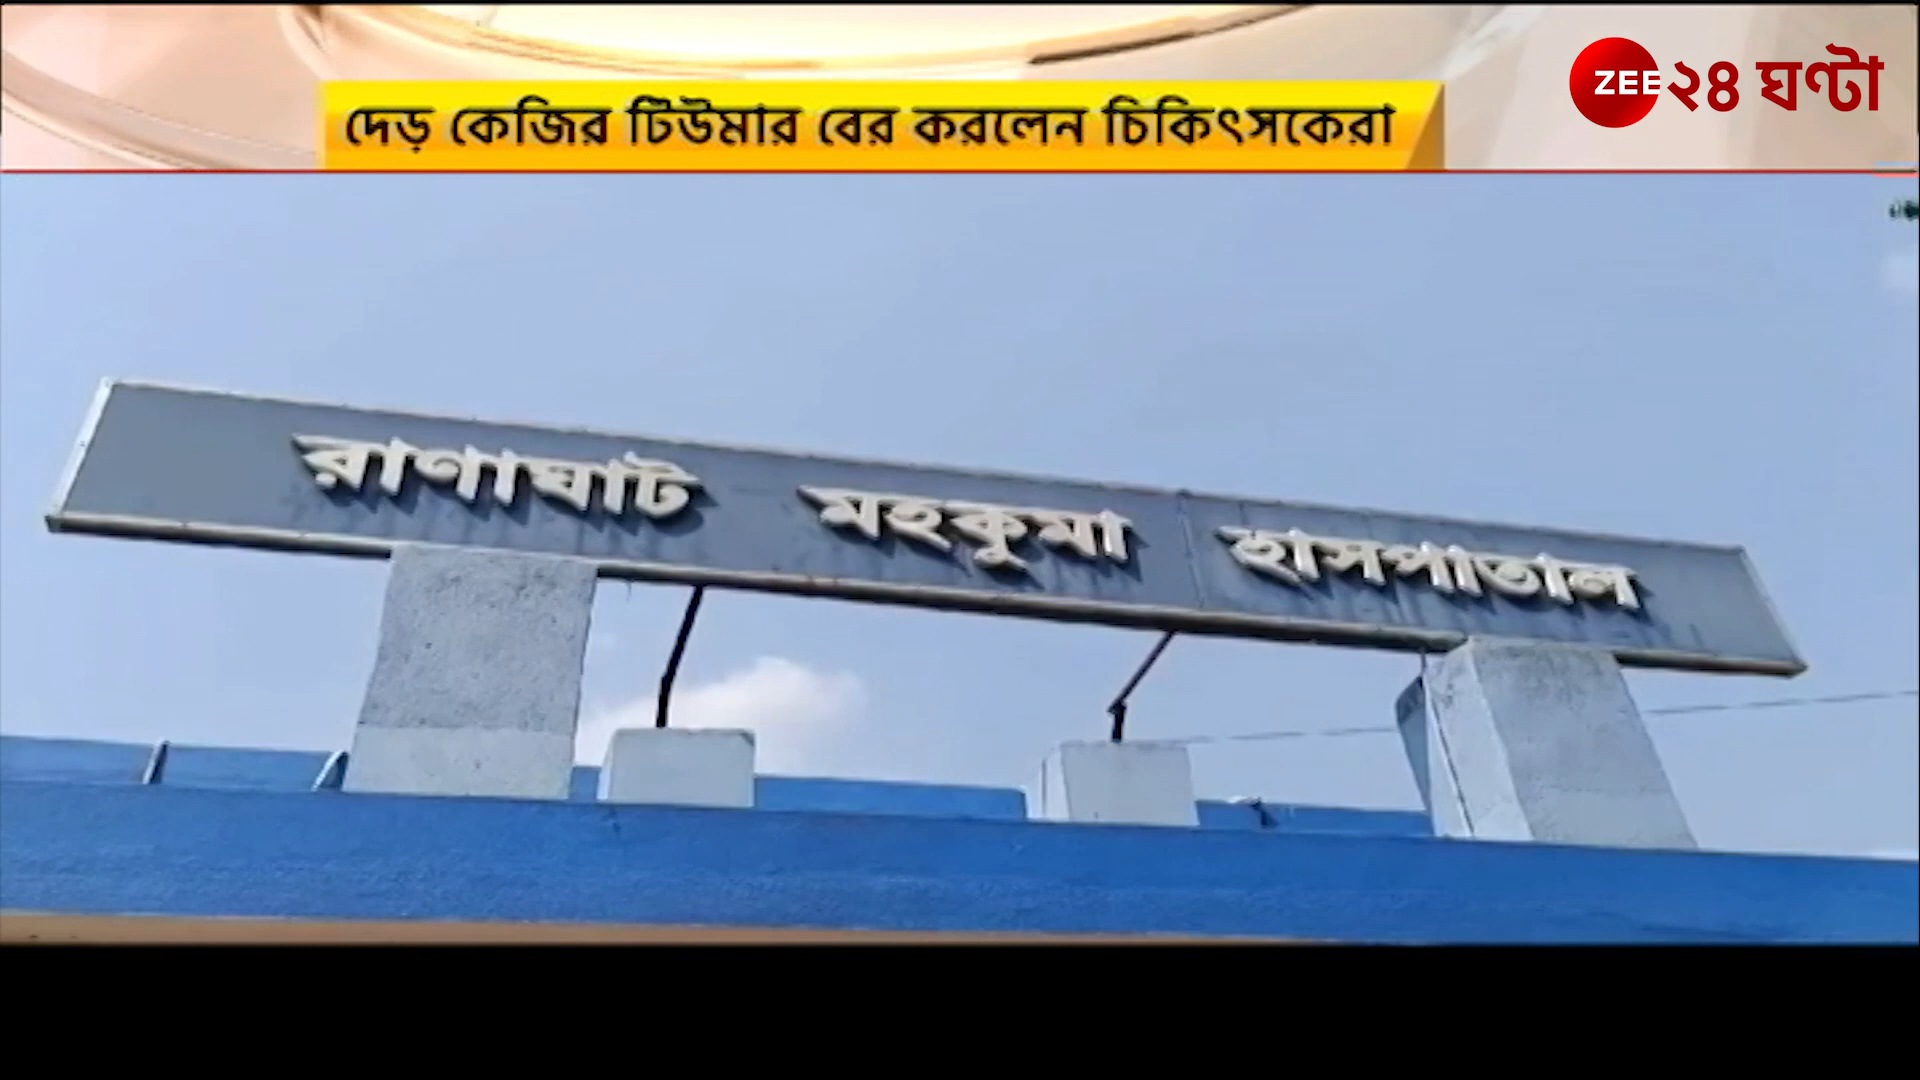 ZEE ২৪ ঘণ্টা
দেড় কেজির টিউমার বের করলেন চিকিৎসকেরা
রাণাঘাট মহকুমা হাসপাতাল